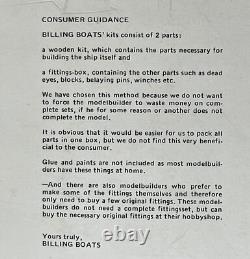 CONSUMER GUIDANCE
BILLING BOATS' kits consist of 2 parts:
a wooden kit, which contains the parts necessary for
building the ship itself and
a fittings-box, containing the other parts such as dead
eyes, blocks, belaying pins, winches etc.
We have chosen this method because we do not want
to force the modelbuilder to waste money on complete
sets, if he for some reason or another does not
complete the model.
It is obvious that it would be easier for us to pack all
parts in one box, but we do not find this very benefi-
cial to the consumer.
Glue and paints are not included as most modelbuil-
ders have these things at home.
—And there are also modelbuilders who prefer to
make some of the fittings themselves and therefore
only need to buy a few original fittings. These model-
builders do not need a complete fittingset, but can
buy the necessary original fittings at their hobbyshop.
Yours truly,
BILLING BOATS